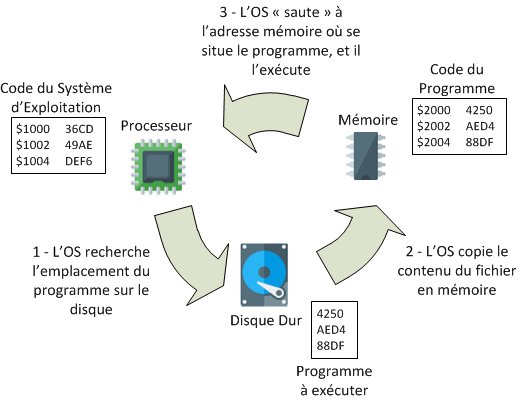 3 - L’OS « saute » à
l’adresse mémoire où se
situe le programme, et il
l’exécute
Code du Système
d’Exploitation
$1000 36CD
$1002 49AE
$1004 DEF6
Processeur
Mémoire
Code du
Programme
$2000 4250
$2002 AED4
$2004 88DF
1 - L’OS recherche
l’emplacement du
programme sur le
disque
2 - L’OS copie le
contenu du fichier
en mémoire
Disque Dur
4250
AED4
88DF
Programme
à exécuter